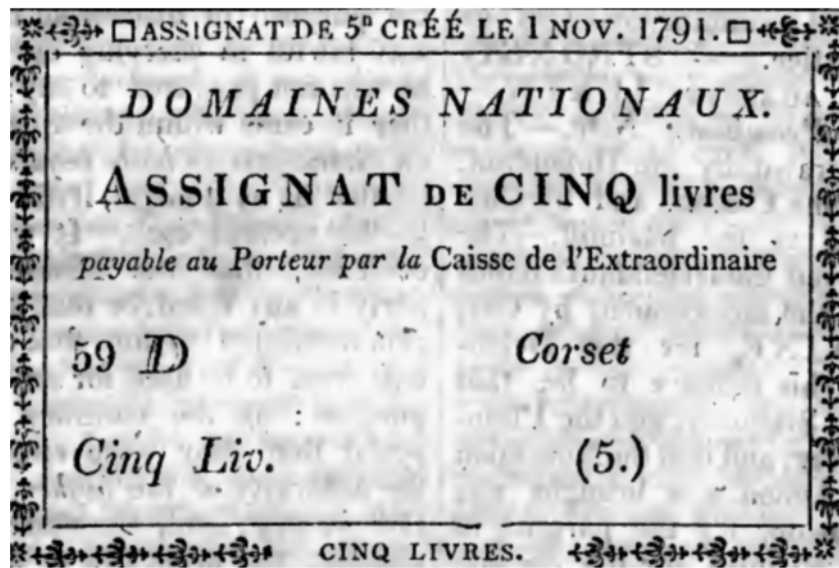 ASSIGNAT DE 5ᴴ CRÉÉ LE 1 NOV. 1791.
DOMAINES NATIONAUX.
ASSIGNAT DE CINQ livres
payable au Porteur par la Caisse de l'Extraordinaire
59 D Corset
Cinq Liv. (5.)
CINQ LIVRES.